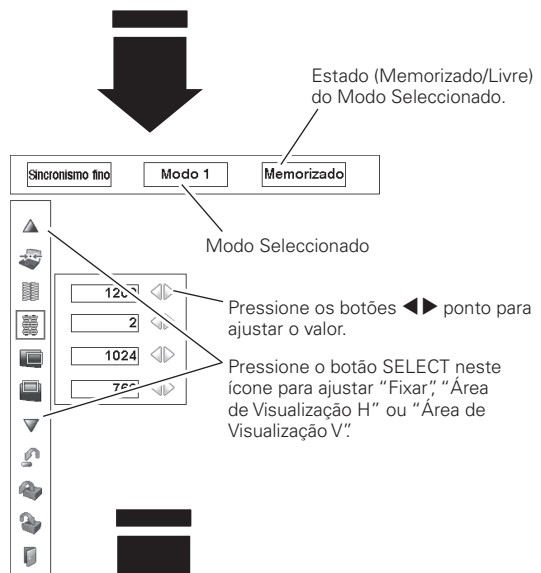 Estado (Memorizado/Livre)
do Modo Seleccionado.
Sincronismo fino
Modo 1
Memorizado
Modo Seleccionado
2
1024
Pressione os botões ◀▶ ponto para
ajustar o valor.
Pressione o botão SELECT neste
ícone para ajustar “Fixar”, “Área
de Visualização H” ou “Área de
Visualização V”.